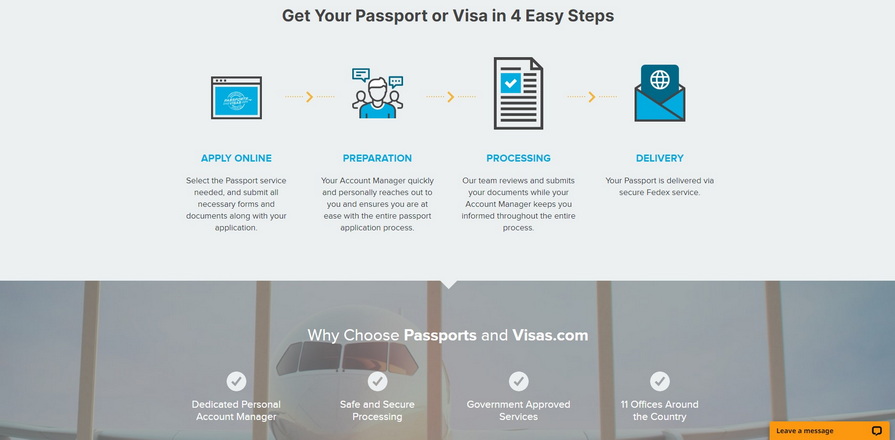 Get Your Passport or Visa in 4 Easy Steps
APPLY ONLINE
Select the Passport service
needed, and submit all
necessary forms and
documents along with your
application.
PREPARATION
Your Account Manager quickly
and personally reaches out to
you and ensures you are at
ease with the entire passport
application process.
PROCESSING
Our team reviews and submits
your documents while your
Account Manager keeps you
informed throughout the entire
process.
DELIVERY
Your Passport is delivered via
secure Fedex service.
Why Choose Passports and Visas.com
Dedicated Personal
Account Manager
Safe and Secure
Processing
Government Approved
Services
11 Offices Around
the Country
Leave a message